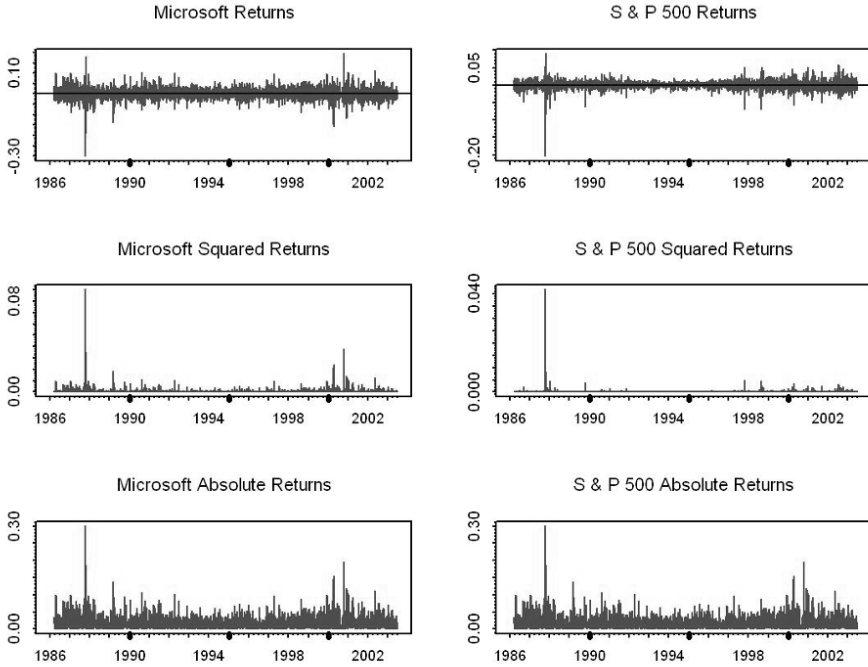 Microsoft Returns
0.10
-0.30
1986 1990 1994 1998 2002
S & P 500 Returns
0.05
-0.20
1986 1990 1994 1998 2002
Microsoft Squared Returns
0.08
0.00
1986 1990 1994 1998 2002
S & P 500 Squared Returns
0.040
0.000
1986 1990 1994 1998 2002
Microsoft Absolute Returns
0.30
0.00
1986 1990 1994 1998 2002
S & P 500 Absolute Returns
0.30
0.00
1986 1990 1994 1998 2002